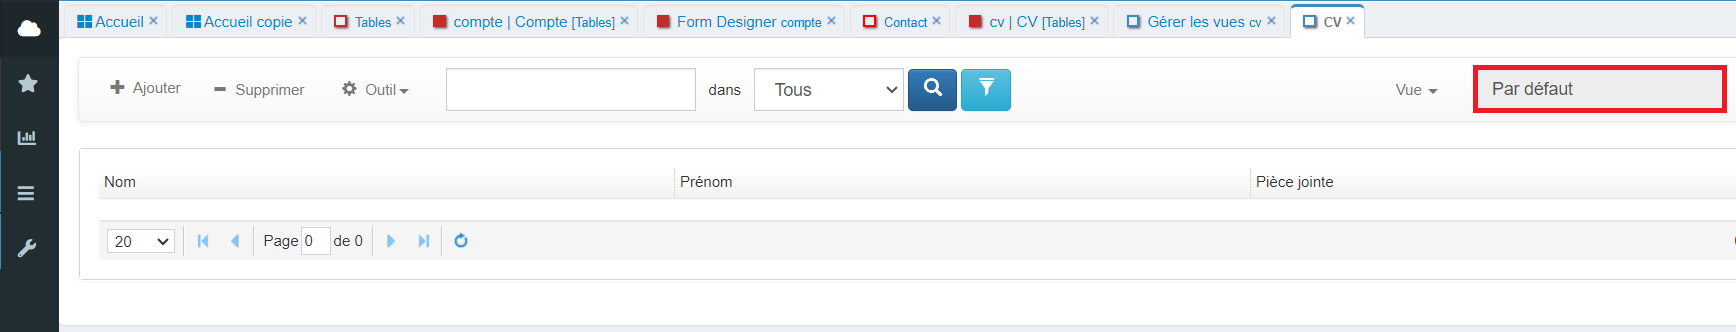 Accueil × Accueil copie × Tables × compte | Compte [Tables] × Form Designer compte × Contact × cv | CV [Tables] × Gérer les vues cv × CV ×
Ajouter Supprimer Outil dans Tous Vue Par défaut
Nom Prénom Pièce jointe
20 Page 0 de 0